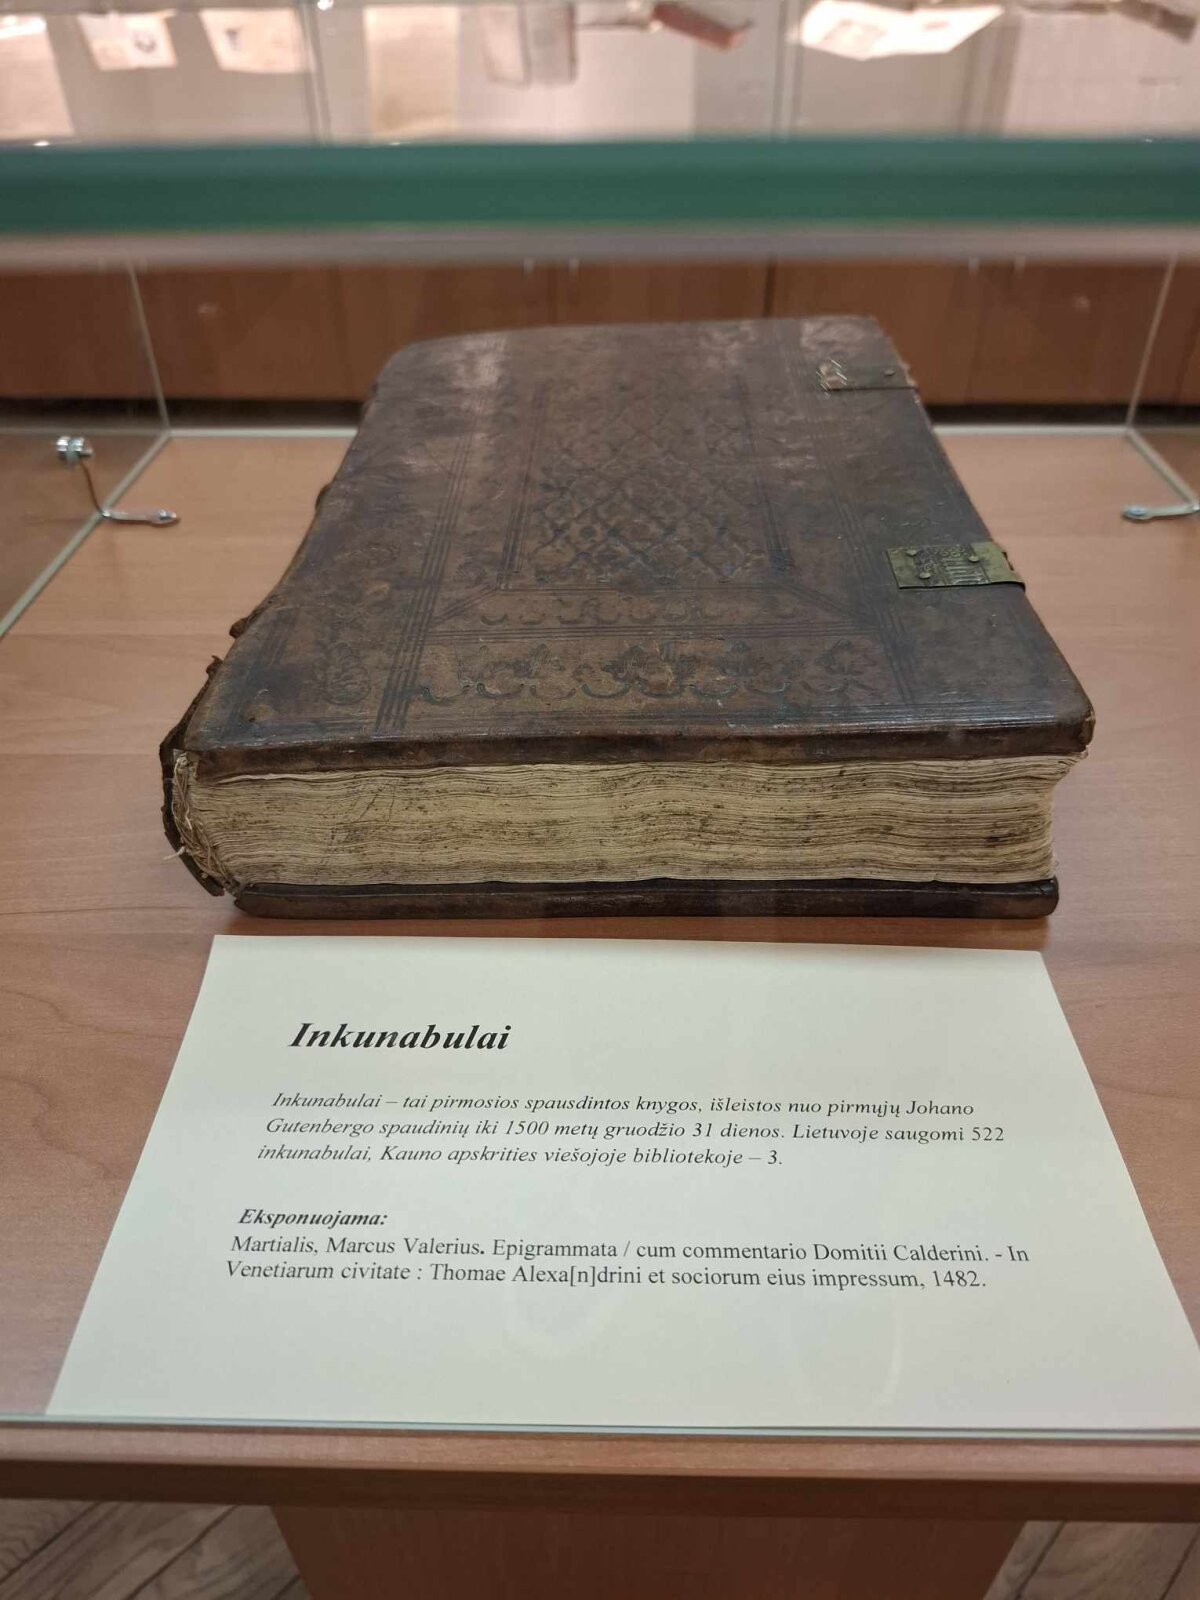 Inkunabulai
Inkunabulai – tai pirmosios spausdintos knygos, išleistos nuo pirmųjų Johano
Gutenbergo spaudinių iki 1500 metų gruodžio 31 dienos. Lietuvoje saugomi 522
inkunabulai, Kauno apskrities viešojoje bibliotekoje – 3.
Eksponuojama:
Martialis, Marcus Valerius. Epigrammata / cum commentario Domitii Calderini. - In
Venetiarum civitate : Thomae Alexa[n]drini et sociorum eius impressum, 1482.